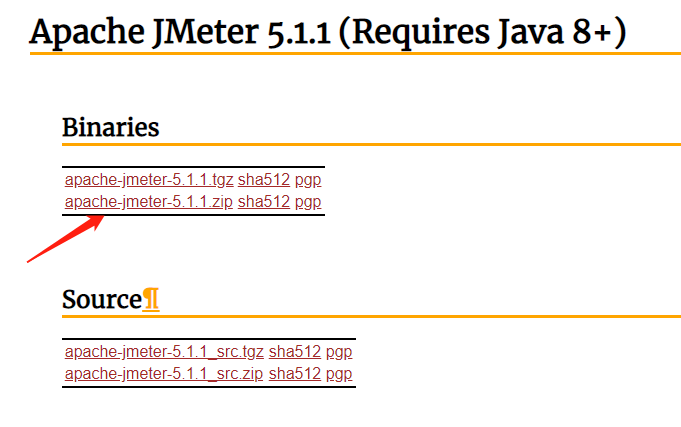 Apache JMeter 5.1.1 (Requires Java 8+)
Binaries
apache-jmeter-5.1.1.tgz sha512 pgp
apache-jmeter-5.1.1.zip sha512 pgp
Source¶
apache-jmeter-5.1.1_src.tgz sha512 pgp
apache-jmeter-5.1.1_src.zip sha512 pgp